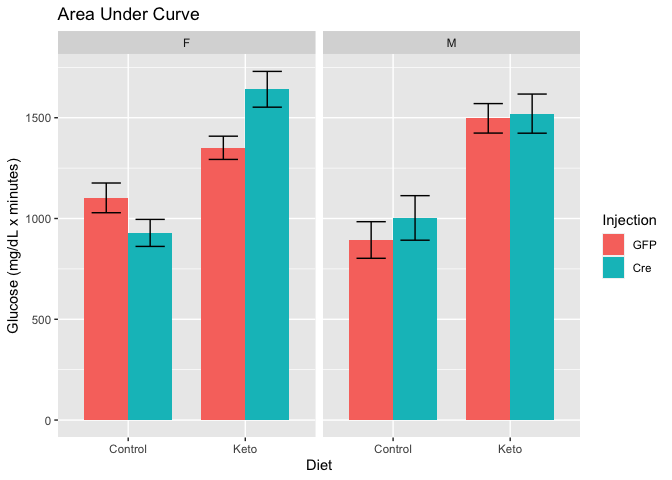 Area Under Curve
F
M
Glucose (mg/dL x minutes)
1500
1000
500
0
Control
Keto
Control
Keto
Diet
Injection
GFP
Cre